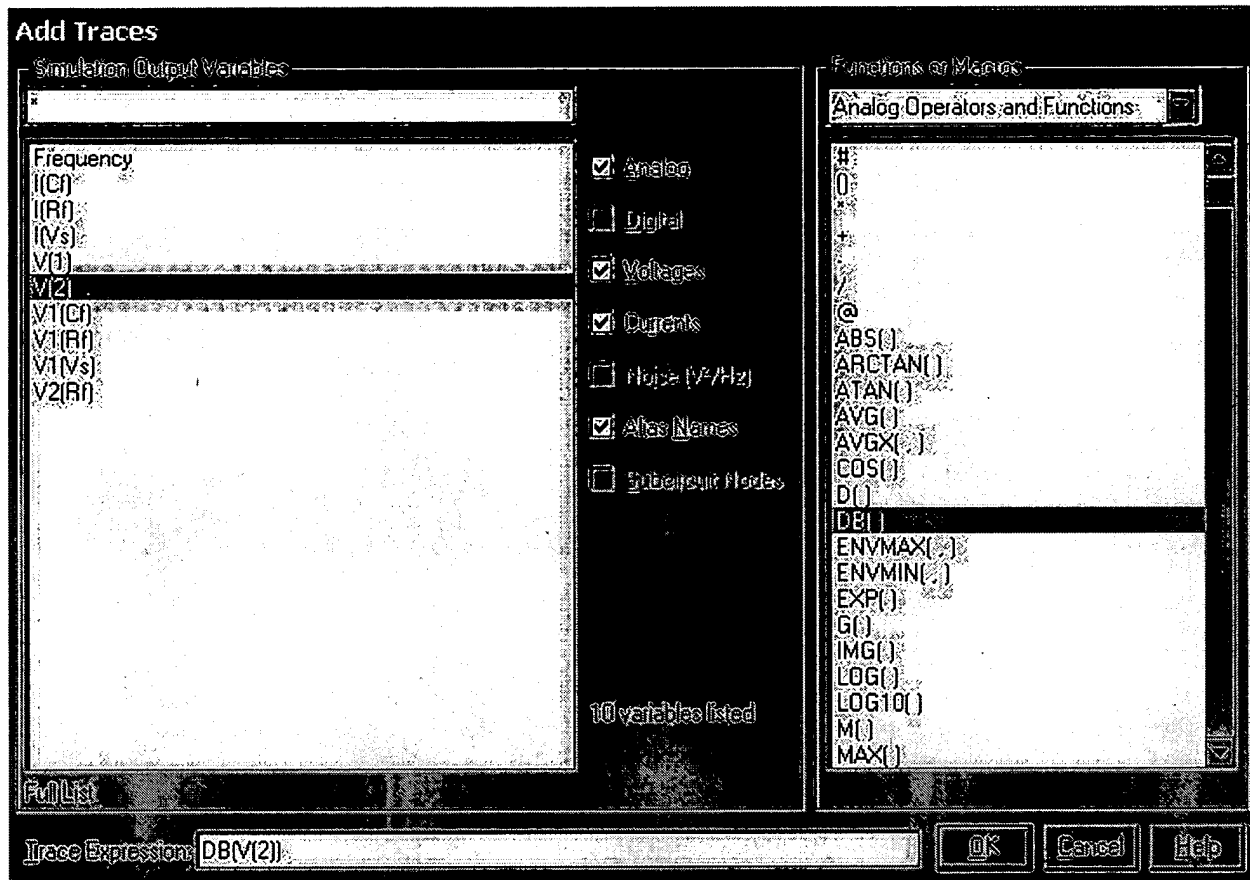 Add Traces
Simulation Output Variables
*
Frequency
I(Cf)
I(Rf)
I(Vs)
V(1)
V(2)
V1(Cf)
V1(Rf)
V1(Vs)
V2(Rf)
Full List
Analog
Digital
Voltages
Currents
Noise (V²/Hz)
Alias Names
Subcircuit Nodes
10 variables listed
Functions or Macros
Analog Operators and Functions
#
()
*
+
-
/
@
ABS()
ARCTAN()
ATAN()
AVG()
AVGX(,)
COS()
D()
DB()
ENVMAX(,)
ENVMIN(,)
EXP()
G()
IMG()
LOG()
LOG10()
M()
MAX()
Trace Expression: DB(V(2))
OK
Cancel
Help